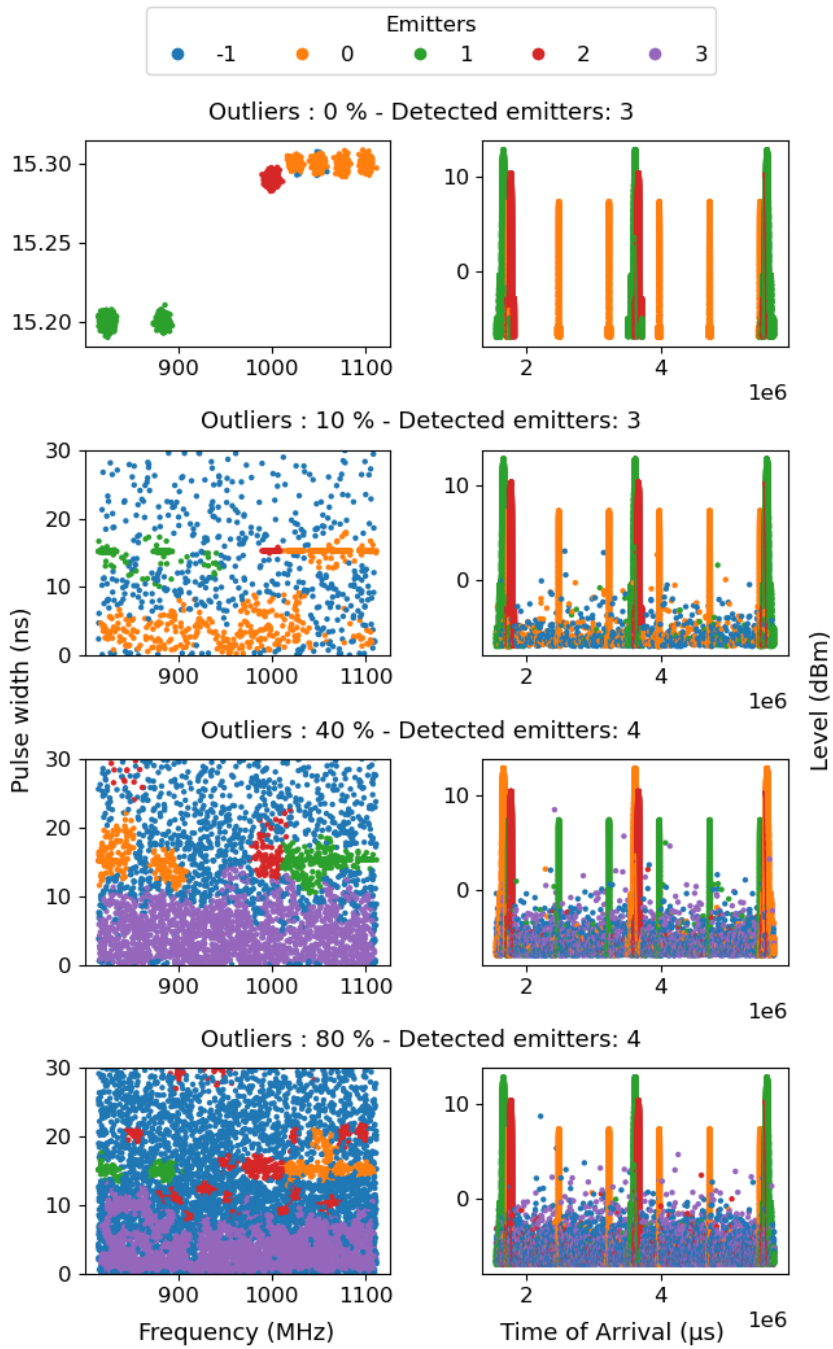 Emitters
-1 0 1 2 3
Outliers : 0 % - Detected emitters: 3
15.30
15.25
15.20
900 1000 1100
10
0
2 4
1e6
Outliers : 10 % - Detected emitters: 3
30
20
10
0
900 1000 1100
10
0
2 4
1e6
Outliers : 40 % - Detected emitters: 4
30
20
10
0
900 1000 1100
10
0
2 4
1e6
Outliers : 80 % - Detected emitters: 4
30
20
10
0
900 1000 1100
10
0
2 4
1e6
Pulse width (ns)
Level (dBm)
Frequency (MHz)
Time of Arrival (µs)